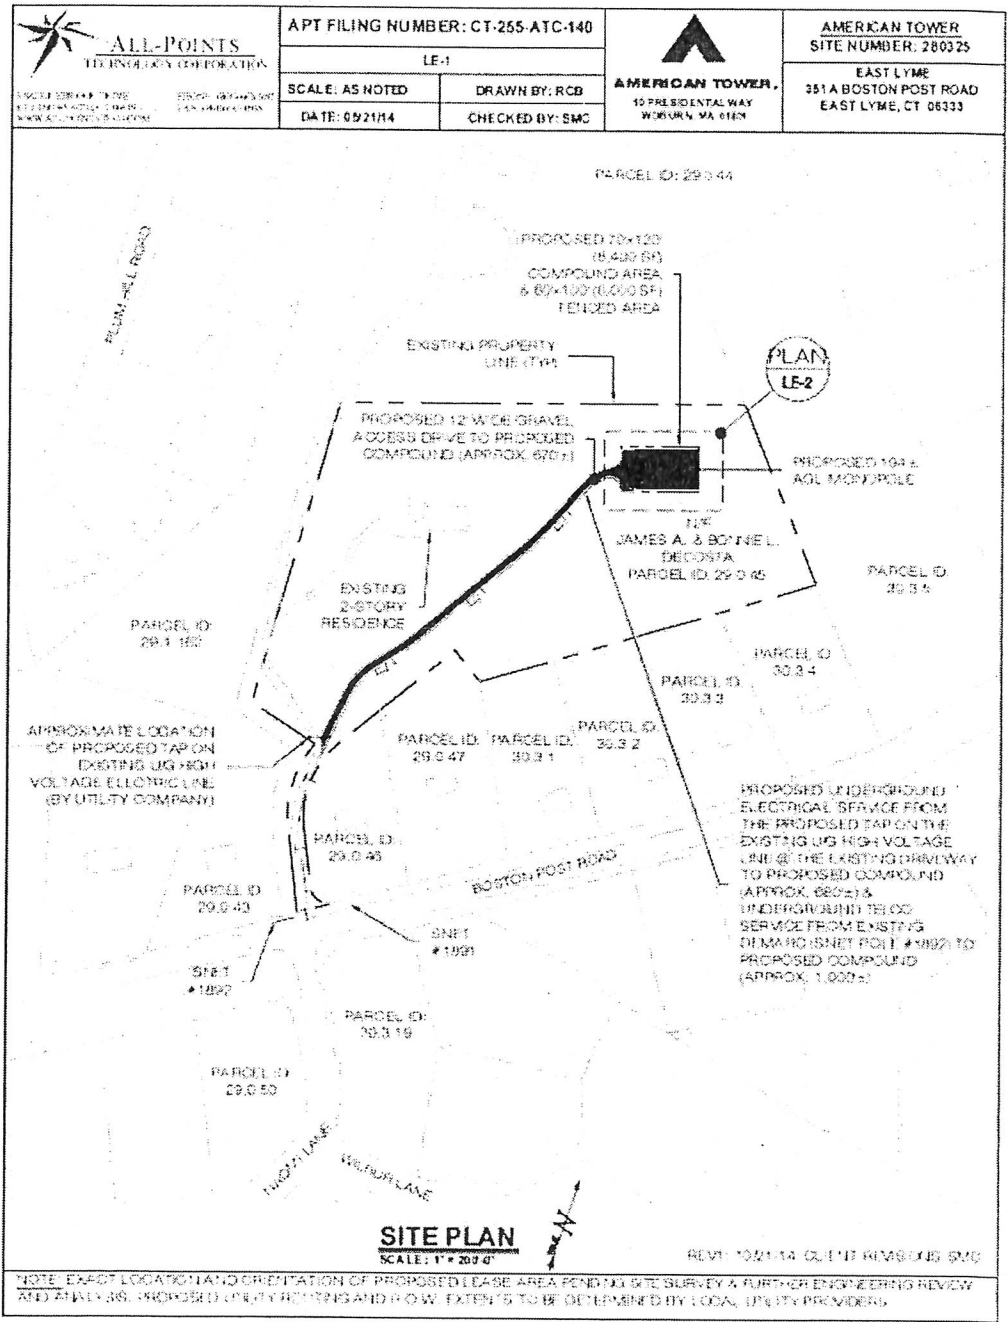 ALL-POINTS
TECHNOLOGY CORPORATION
APT FILING NUMBER: CT-255-ATC-140
LE-1
SCALE: AS NOTED
DRAWN BY: RCB
DATE: 05/21/14
CHECKED BY: SMC
AMERICAN TOWER.
10 PRESIDENTAL WAY
WOBURN, MA 01801
AMERICAN TOWER
SITE NUMBER: 280325
EAST LYME
351 A BOSTON POST ROAD
EAST LYME, CT 06333
PARCEL ID: 29.0.44
PLUM HILL ROAD
PROPOSED 70'x120'
(8,400 SF)
COMPOUND AREA
& 60'x100' (6,000 SF)
FENCED AREA
EXISTING PROPERTY
LINE (TYP)
PLAN
LE-2
PROPOSED 12' WIDE GRAVEL
ACCESS DRIVE TO PROPOSED
COMPOUND (APPROX. 670'±)
PROPOSED 194'±
AGL MONOPOLE
N/F
JAMES A. & BONNIE L.
DECOSTA
PARCEL ID: 29.0.45
PARCEL ID:
30.3.5
EXISTING
2-STORY
RESIDENCE
PARCEL ID:
PARCEL ID:
30.3.4
PARCEL ID:
30.3.3
PARCEL ID:
30.3.2
PARCEL ID:
30.3.1
PARCEL ID:
29.0.47
APPROXIMATE LOCATION
OF PROPOSED TAP ON
EXISTING U/G HIGH
VOLTAGE ELECTRIC LINE
(BY UTILITY COMPANY)
PROPOSED UNDERGROUND
ELECTRICAL SERVICE FROM
THE PROPOSED TAP ON THE
EXISTING U/G HIGH VOLTAGE
LINE @ THE EXISTING DRIVEWAY
TO PROPOSED COMPOUND
(APPROX. 680'±) &
UNDERGROUND TELCO
SERVICE FROM EXISTING
DEMARC (SNET POLE #1892) TO
PROPOSED COMPOUND
(APPROX. 1,000'±)
PARCEL ID:
29.0.46
BOSTON POST ROAD
PARCEL ID:
29.0.43
SNET
#1891
SNET
#1892
PARCEL ID:
30.3.19
PARCEL ID:
29.0.50
NAOMI LANE
WILBUR LANE
SITE PLAN
SCALE: 1" = 200'-0"
TRUE N
REV1: 10/21/14 CLIENT REVISIONS SMC
NOTE: EXACT LOCATION AND ORIENTATION OF PROPOSED LEASE AREA PENDING SITE SURVEY & FURTHER ENGINEERING REVIEW
AND ANALYSIS. PROPOSED UTILITY ROUTING AND R.O.W. EXTENTS TO BE DETERMINED BY LOCAL UTILITY PROVIDERS.